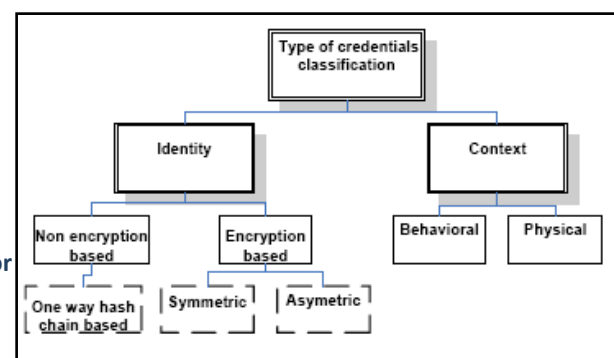 Type of credentials
classification
Identity
Context
Non encryption
based
Encryption
based
Behavioral
Physical
or
One way hash
chain based
Symmetric
Asymetric